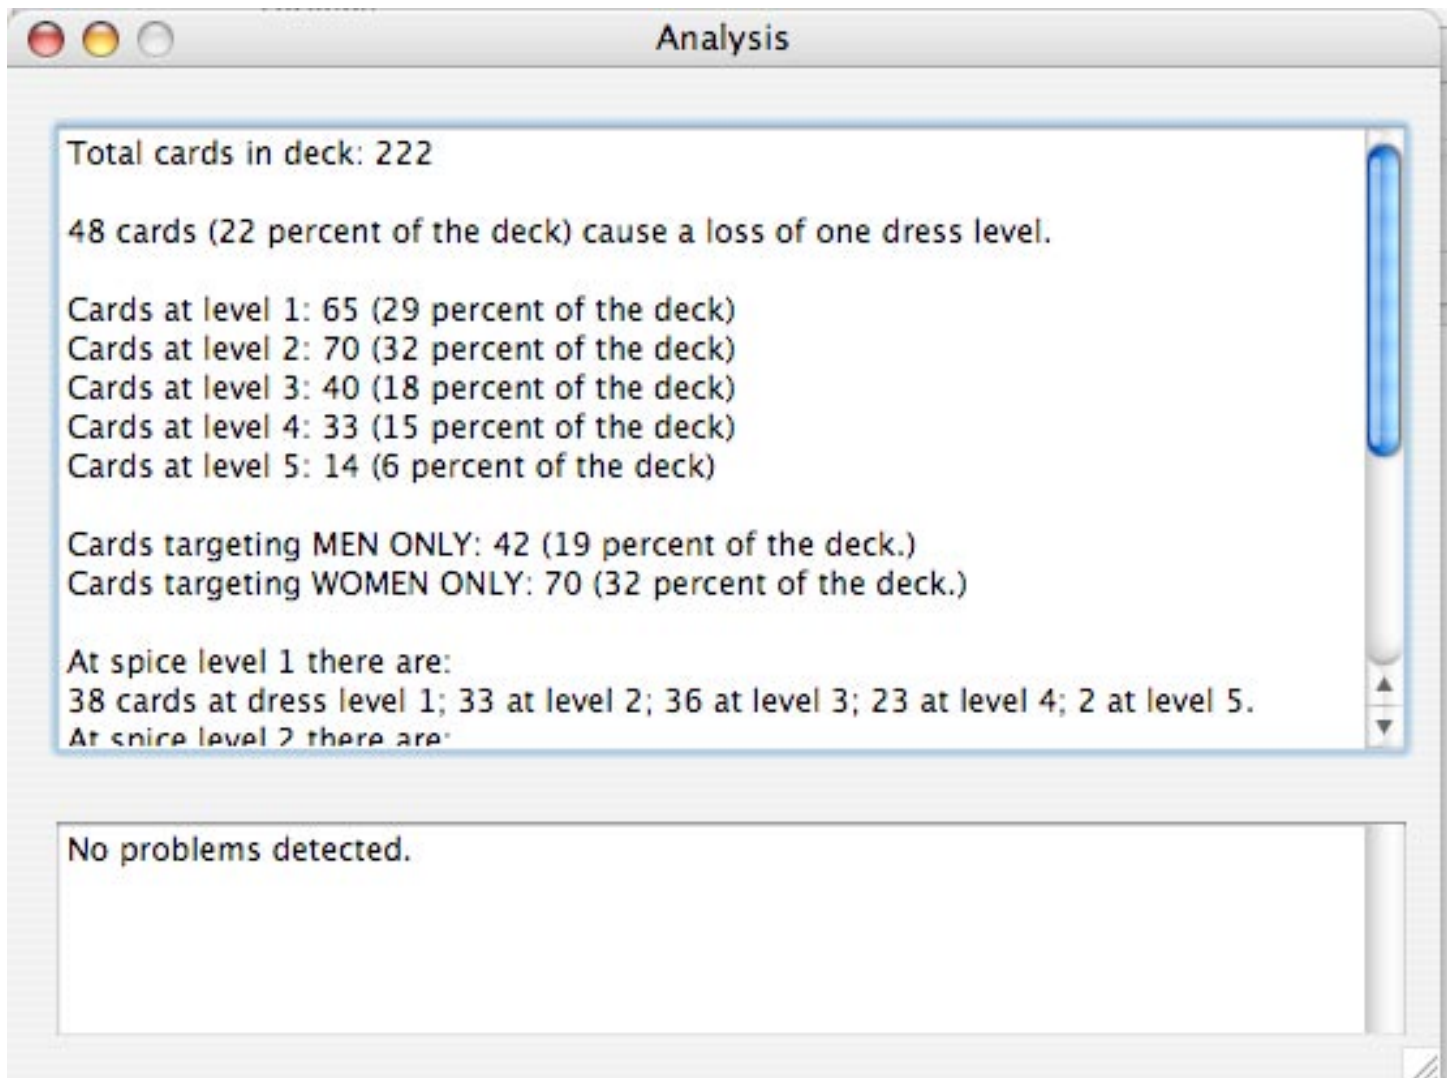 Analysis
Total cards in deck: 222
48 cards (22 percent of the deck) cause a loss of one dress level.
Cards at level 1: 65 (29 percent of the deck)
Cards at level 2: 70 (32 percent of the deck)
Cards at level 3: 40 (18 percent of the deck)
Cards at level 4: 33 (15 percent of the deck)
Cards at level 5: 14 (6 percent of the deck)
Cards targeting MEN ONLY: 42 (19 percent of the deck.)
Cards targeting WOMEN ONLY: 70 (32 percent of the deck.)
At spice level 1 there are:
38 cards at dress level 1; 33 at level 2; 36 at level 3; 23 at level 4; 2 at level 5.
At spice level 2 there are:
No problems detected.